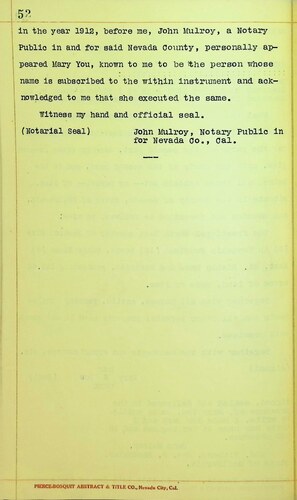 52
in the year 1912, before me, John Mulroy, a Notary
Public in and for said Nevada County, personally ap-
peared Mary You, known to me to be the person whose
name is subscribed to the within instrument and ack-
nowledged to me that she executed the same.
Witness my hand and official seal.
(Notarial Seal) John Mulroy, Notary Public in
for Nevada Co., Cal.
PIERCE-BOSQUIT ABSTRACT & TITLE CO., Nevada City, Cal.